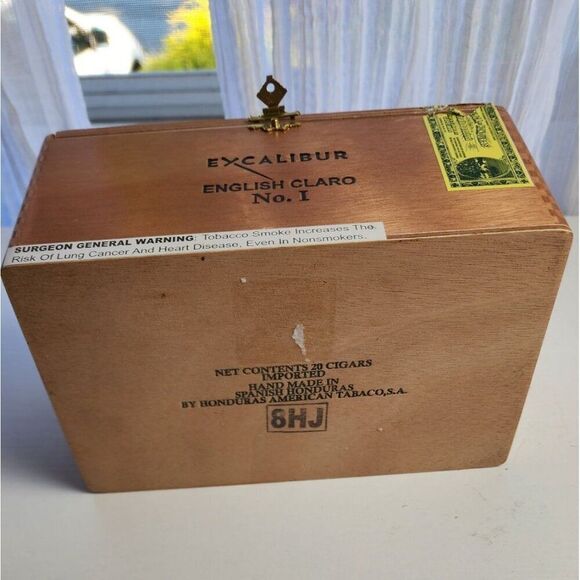 EXCALIBUR
ENGLISH CLARO
No. I
SURGEON GENERAL WARNING: Tobacco Smoke Increases The
Risk Of Lung Cancer And Heart Disease, Even In Nonsmokers.
NET CONTENTS 20 CIGARS
IMPORTED
HAND MADE IN
SPANISH HONDURAS
BY HONDURAS AMERICAN TABACO,S.A.
8HJ